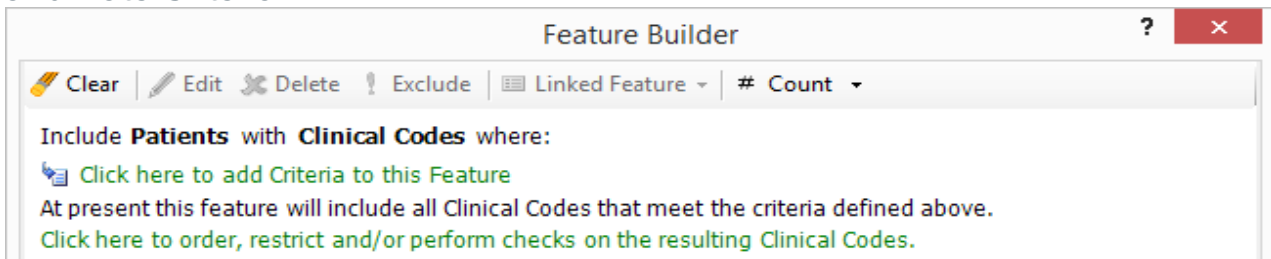 Feature Builder ? ×
Clear Edit Delete ! Exclude Linked Feature # Count
Include Patients with Clinical Codes where:
Click here to add Criteria to this Feature
At present this feature will include all Clinical Codes that meet the criteria defined above.
Click here to order, restrict and/or perform checks on the resulting Clinical Codes.